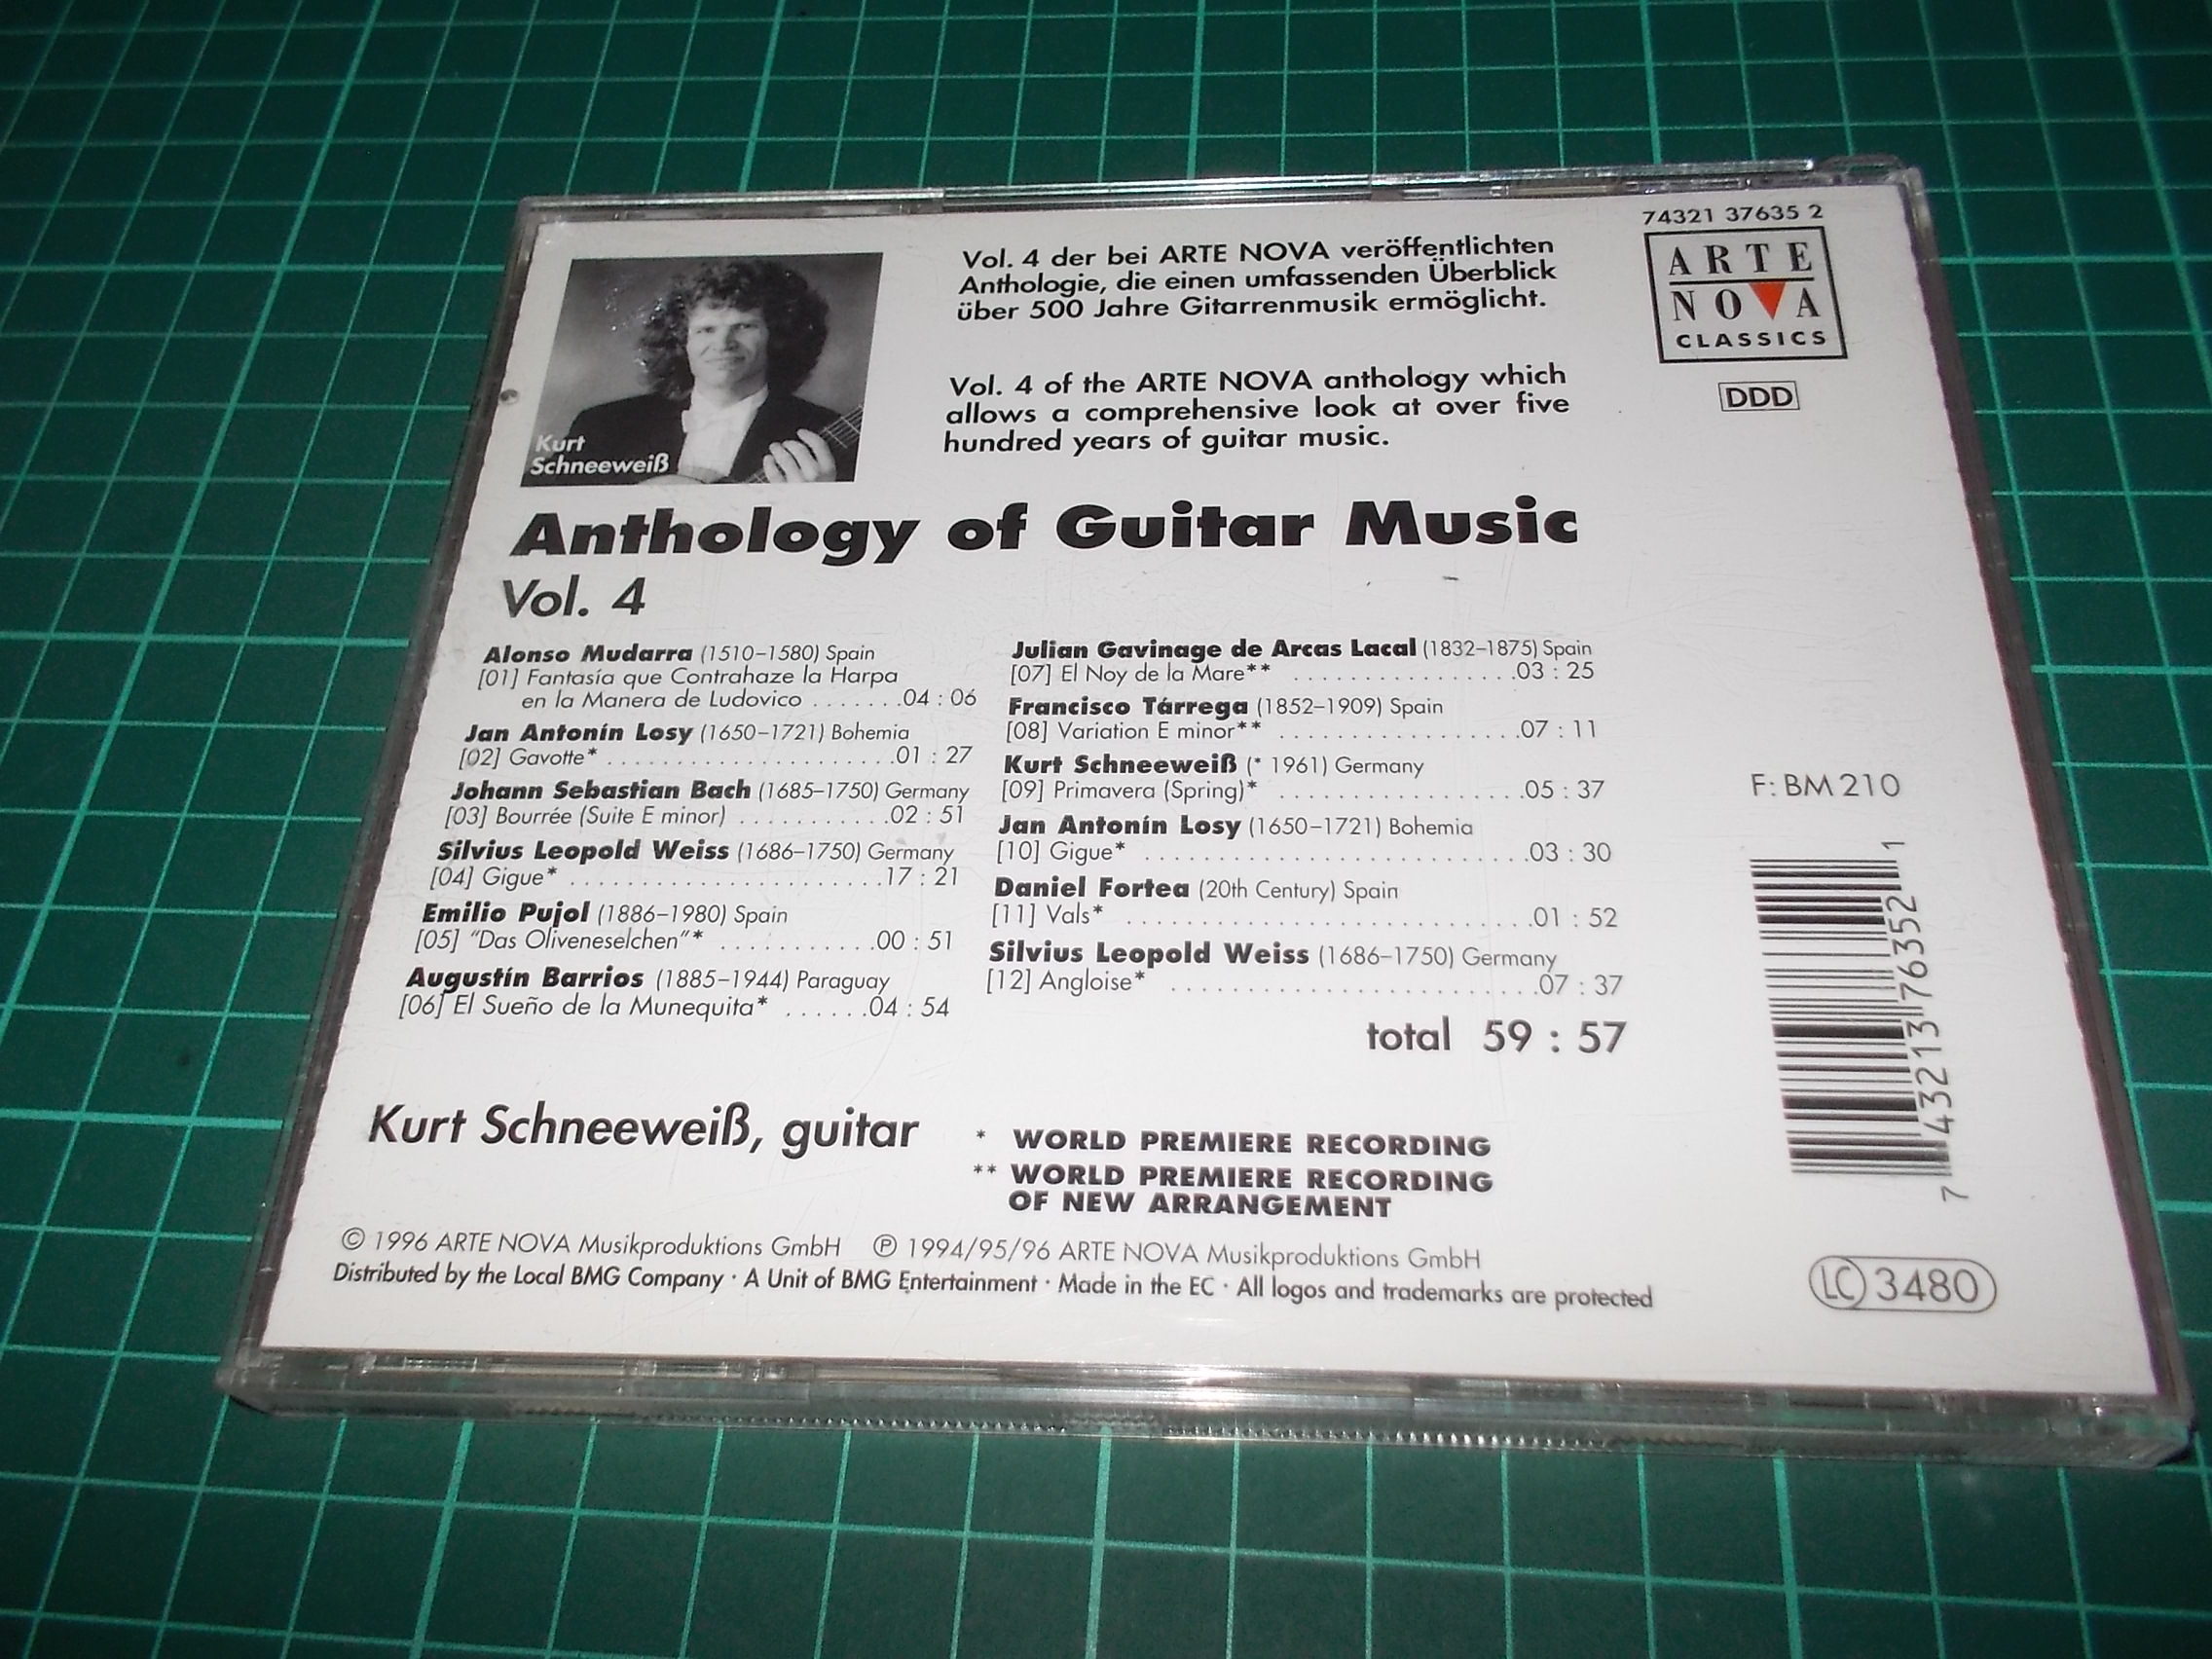 74321 37635 2
ARTE
NOVA
CLASSICS
DDD
Vol. 4 der bei ARTE NOVA veröffentlichten
Anthologie, die einen umfassenden Überblick
über 500 Jahre Gitarrenmusik ermöglicht.
Vol. 4 of the ARTE NOVA anthology which
allows a comprehensive look at over five
hundred years of guitar music.
Kurt
Schneeweiß
Anthology of Guitar Music
Vol. 4
Alonso Mudarra (1510–1580) Spain
[01] Fantasía que Contrahaze la Harpa
en la Manera de Ludovico . . . . . . .04 : 06
Jan Antonín Losy (1650–1721) Bohemia
[02] Gavotte* . . . . . . . . . . . . . . . . . . . . . .01 : 27
Johann Sebastian Bach (1685–1750) Germany
[03] Bourrée (Suite E minor) . . . . . . . . . . .02 : 51
Silvius Leopold Weiss (1686–1750) Germany
[04] Gigue* . . . . . . . . . . . . . . . . . . . . . . .17 : 21
Emilio Pujol (1886–1980) Spain
[05] “Das Oliveneselchen”* . . . . . . . . . . .00 : 51
Augustín Barrios (1885–1944) Paraguay
[06] El Sueño de la Munequita* . . . . . .04 : 54
Julian Gavinage de Arcas Lacal (1832–1875) Spain
[07] El Noy de la Mare** . . . . . . . . . . . . . . . .03 : 25
Francisco Tárrega (1852–1909) Spain
[08] Variation E minor** . . . . . . . . . . . . . . . . .07 : 11
Kurt Schneeweiß (* 1961) Germany
[09] Primavera (Spring)* . . . . . . . . . . . . . . . . .05 : 37
Jan Antonín Losy (1650–1721) Bohemia
[10] Gigue* . . . . . . . . . . . . . . . . . . . . . . . . . . .03 : 30
Daniel Fortea (20th Century) Spain
[11] Vals* . . . . . . . . . . . . . . . . . . . . . . . . . . . .01 : 52
Silvius Leopold Weiss (1686–1750) Germany
[12] Angloise* . . . . . . . . . . . . . . . . . . . . . . . . .07 : 37
total 59 : 57
F: BM 210
7 43213 76352 1
Kurt Schneeweiß, guitar
* WORLD PREMIERE RECORDING
** WORLD PREMIERE RECORDING
OF NEW ARRANGEMENT
© 1996 ARTE NOVA Musikproduktions GmbH ℗ 1994/95/96 ARTE NOVA Musikproduktions GmbH
Distributed by the Local BMG Company · A Unit of BMG Entertainment · Made in the EC · All logos and trademarks are protected
LC 3480